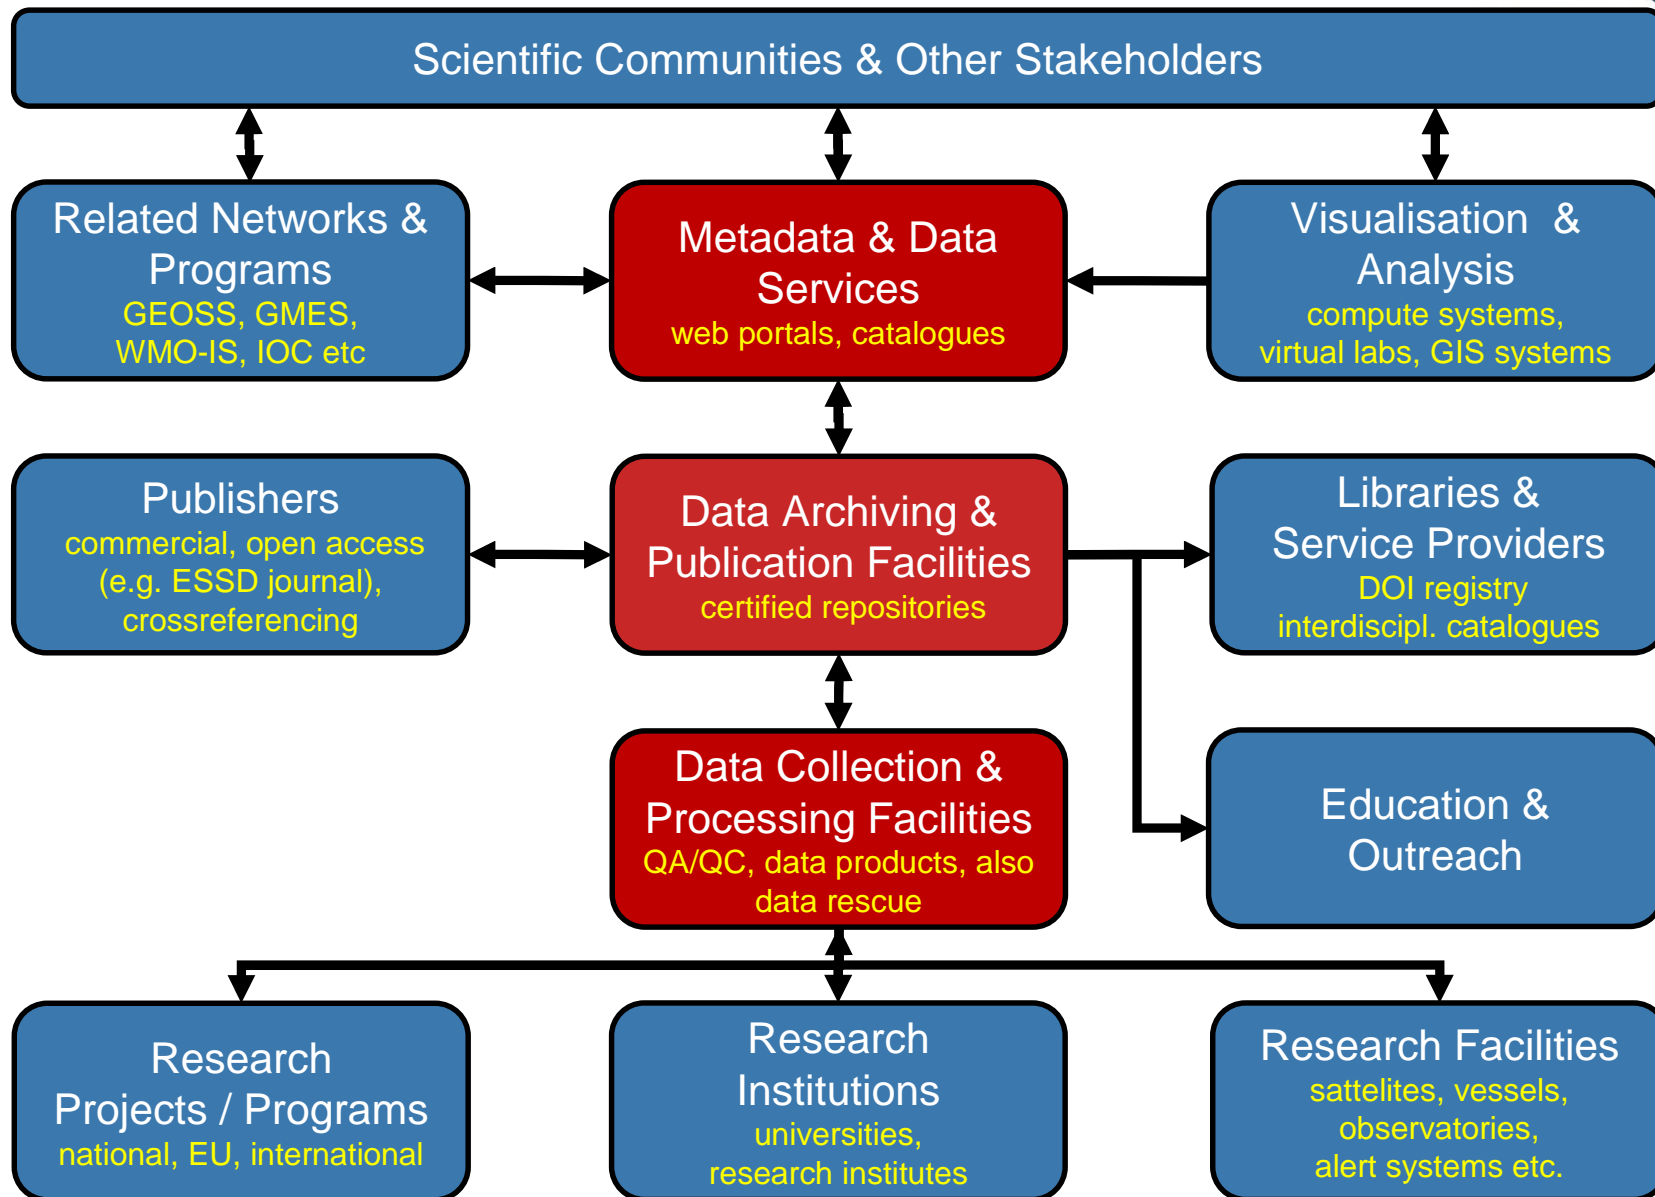 Scientific Communities & Other Stakeholders
Related Networks &
Programs
GEOSS, GMES,
WMO-IS, IOC etc
Metadata & Data
Services
web portals, catalogues
Visualisation &
Analysis
compute systems,
virtual labs, GIS systems
Publishers
commercial, open access
(e.g. ESSD journal),
crossreferencing
Data Archiving &
Publication Facilities
certified repositories
Libraries &
Service Providers
DOI registry
interdiscipl. catalogues
Data Collection &
Processing Facilities
QA/QC, data products, also
data rescue
Education &
Outreach
Research
Projects / Programs
national, EU, international
Research
Institutions
universities,
research institutes
Research Facilities
sattelites, vessels,
observatories,
alert systems etc.